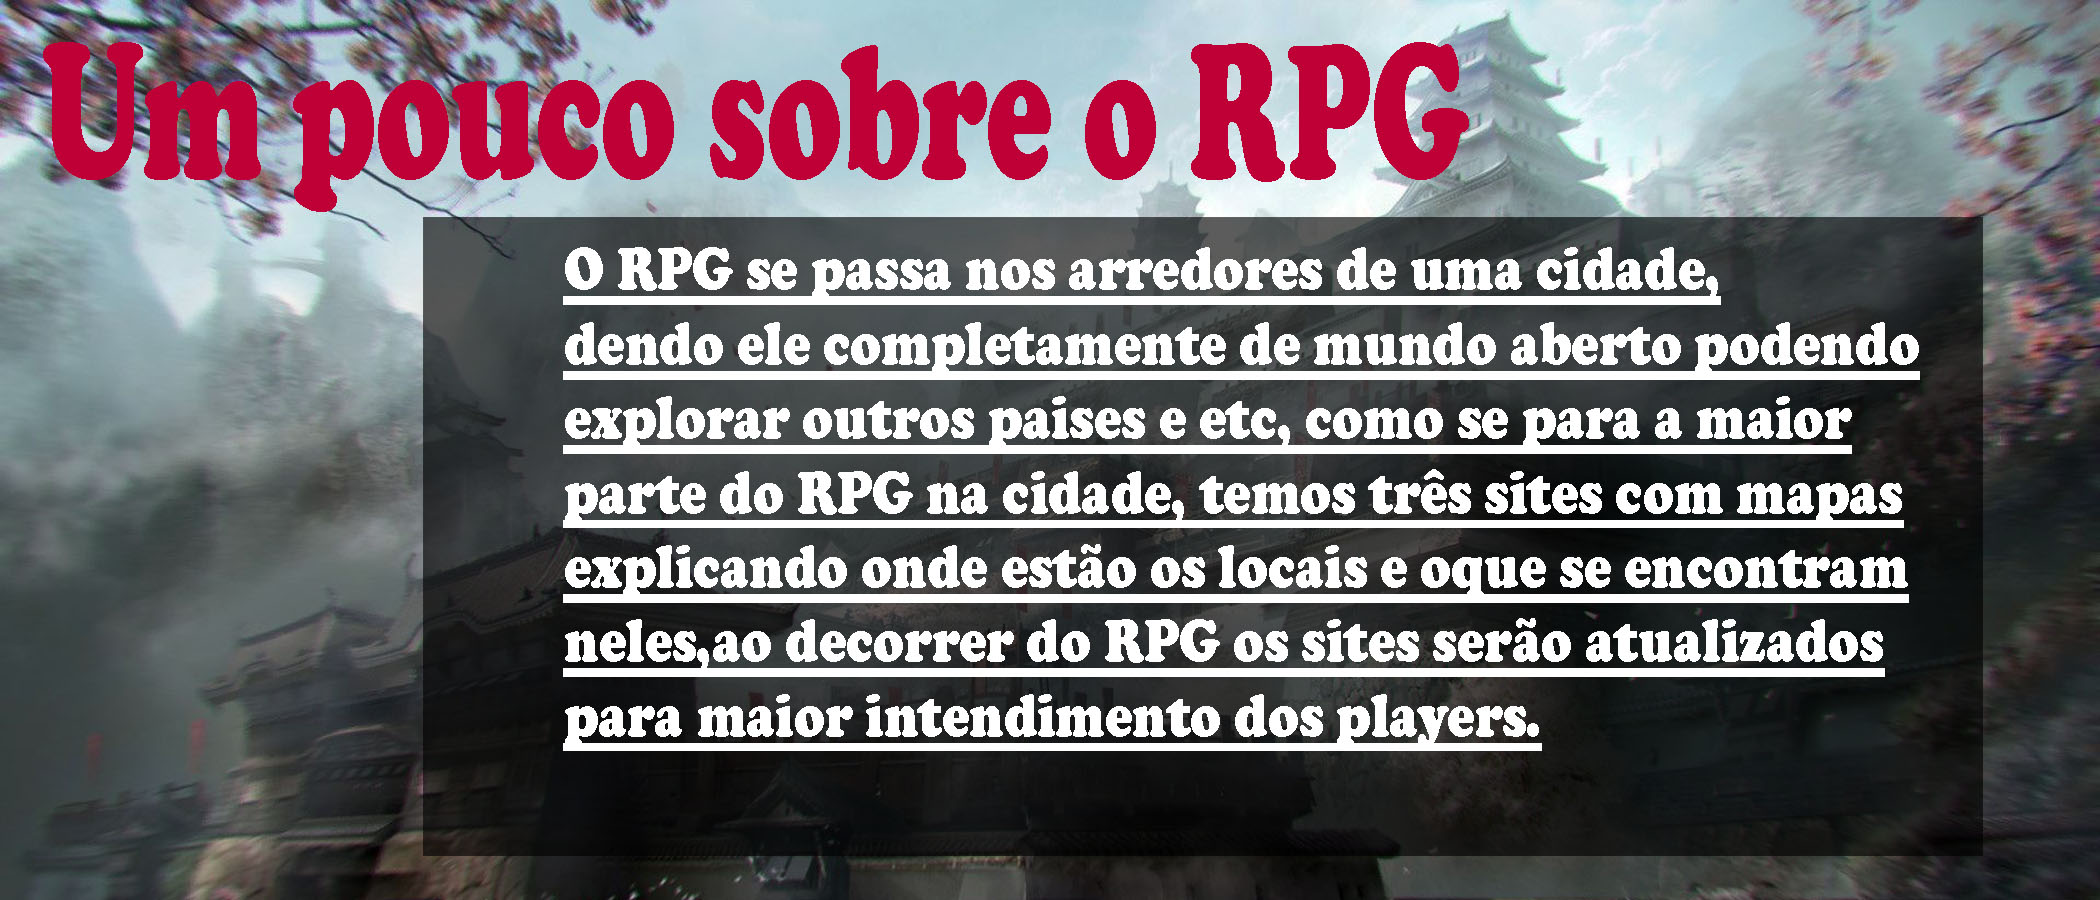 Um pouco sobre o RPG
O RPG se passa nos arredores de uma cidade,
dendo ele completamente de mundo aberto podendo
explorar outros paises e etc, como se para a maior
parte do RPG na cidade, temos três sites com mapas
explicando onde estão os locais e oque se encontram
neles,ao decorrer do RPG os sites serão atualizados
para maior intendimento dos players.